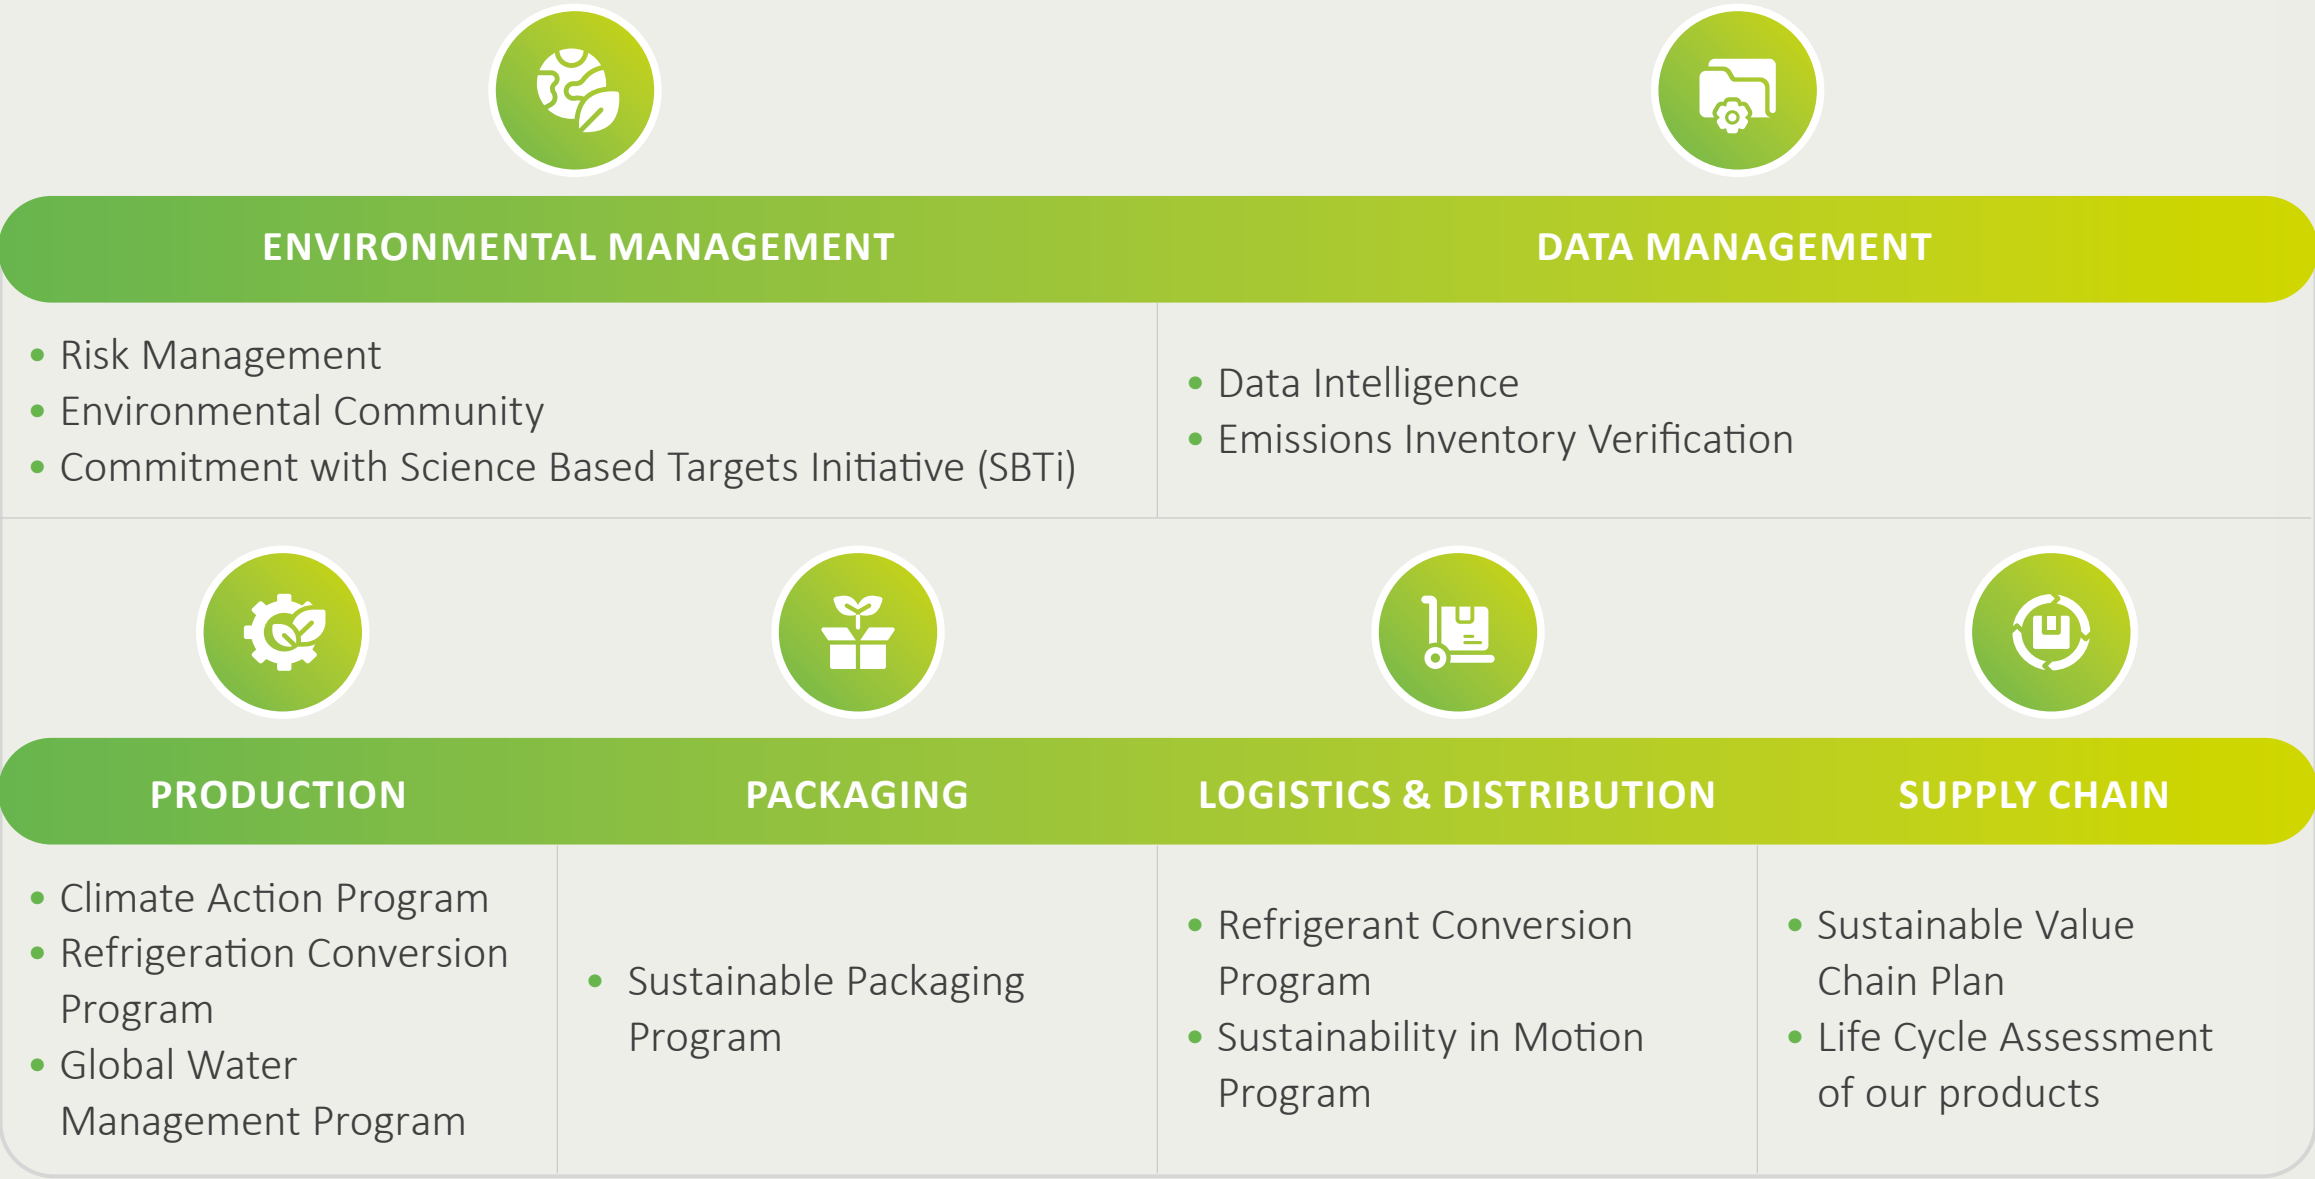 ENVIRONMENTAL MANAGEMENT
DATA MANAGEMENT
• Risk Management
• Environmental Community
• Commitment with Science Based Targets Initiative (SBTi)
• Data Intelligence
• Emissions Inventory Verification
PRODUCTION
PACKAGING
LOGISTICS & DISTRIBUTION
SUPPLY CHAIN
• Climate Action Program
• Refrigeration Conversion
Program
• Global Water
Management Program
• Sustainable Packaging
Program
• Refrigerant Conversion
Program
• Sustainability in Motion
Program
• Sustainable Value
Chain Plan
• Life Cycle Assessment
of our products